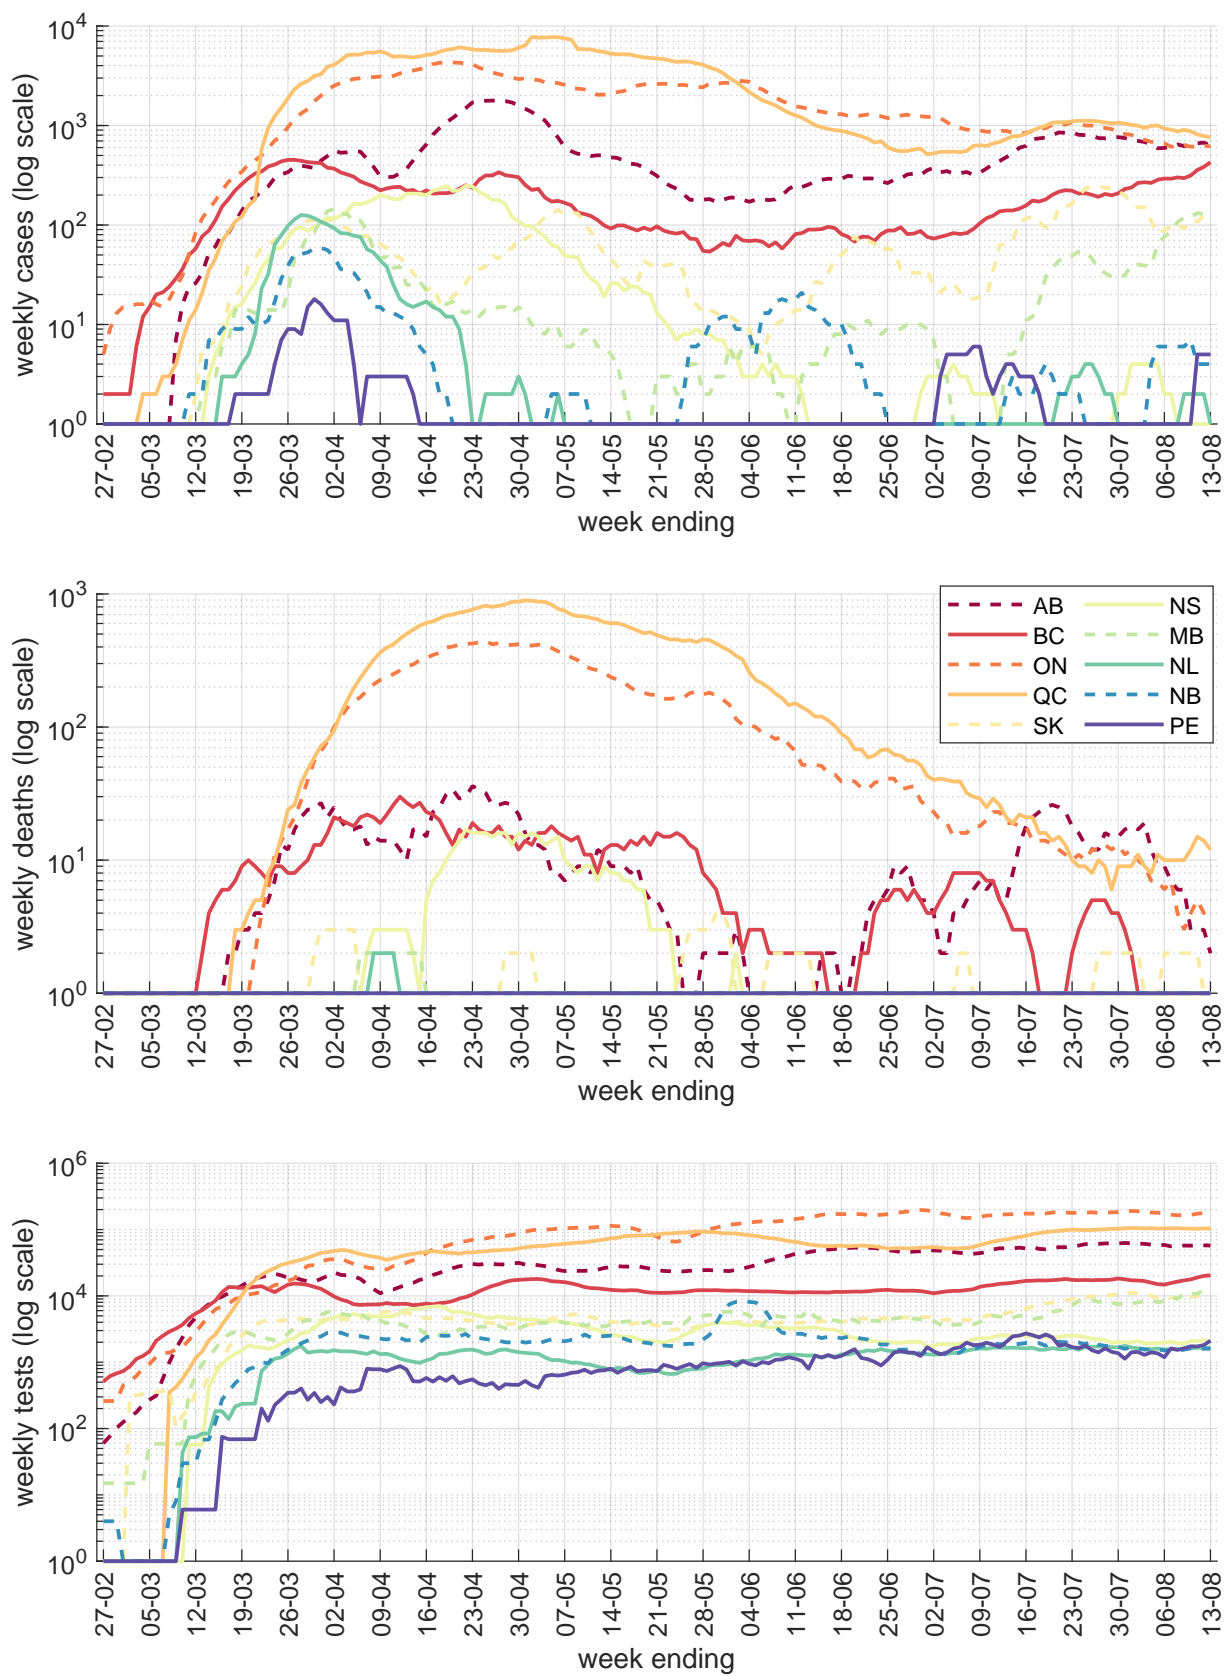 weekly cases (log scale)
10^4
10^3
10^2
10^1
10^0
27-02 05-03 12-03 19-03 26-03 02-04 09-04 16-04 23-04 30-04 07-05 14-05 21-05 28-05 04-06 11-06 18-06 25-06 02-07 09-07 16-07 23-07 30-07 06-08 13-08
week ending
weekly deaths (log scale)
10^3
10^2
10^1
10^0
AB NS
BC MB
ON NL
QC NB
SK PE
27-02 05-03 12-03 19-03 26-03 02-04 09-04 16-04 23-04 30-04 07-05 14-05 21-05 28-05 04-06 11-06 18-06 25-06 02-07 09-07 16-07 23-07 30-07 06-08 13-08
week ending
weekly tests (log scale)
10^6
10^4
10^2
10^0
27-02 05-03 12-03 19-03 26-03 02-04 09-04 16-04 23-04 30-04 07-05 14-05 21-05 28-05 04-06 11-06 18-06 25-06 02-07 09-07 16-07 23-07 30-07 06-08 13-08
week ending